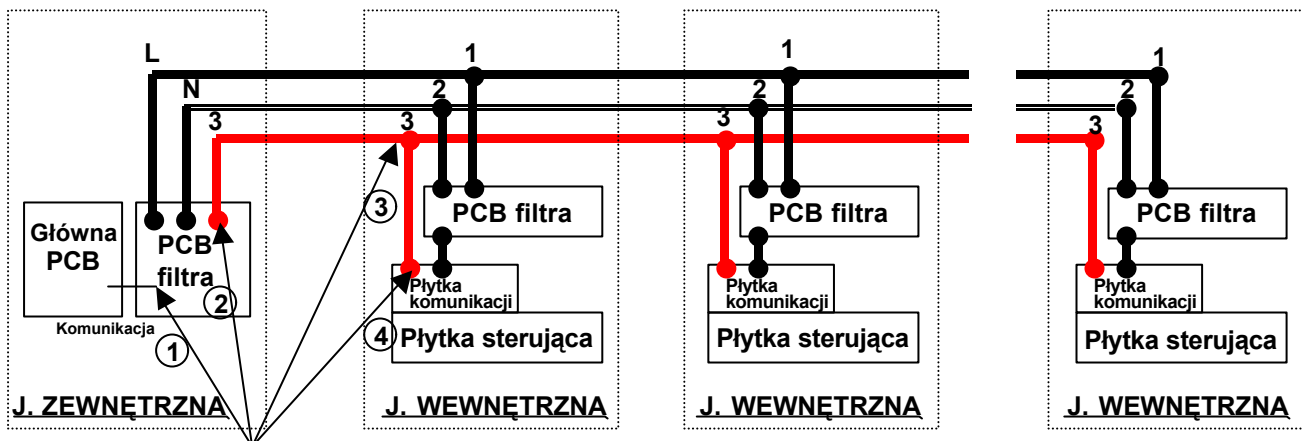 L
N
3
Główna
PCB
PCB
filtra
Komunikacja
1
2
J. ZEWNĘTRZNA
1
2
3
3
PCB filtra
Płytka
komunikacji
4
Płytka sterująca
J. WEWNĘTRZNA
1
2
3
PCB filtra
Płytka
komunikacji
Płytka sterująca
J. WEWNĘTRZNA
1
2
3
PCB filtra
Płytka
komunikacji
Płytka sterująca
J. WEWNĘTRZNA